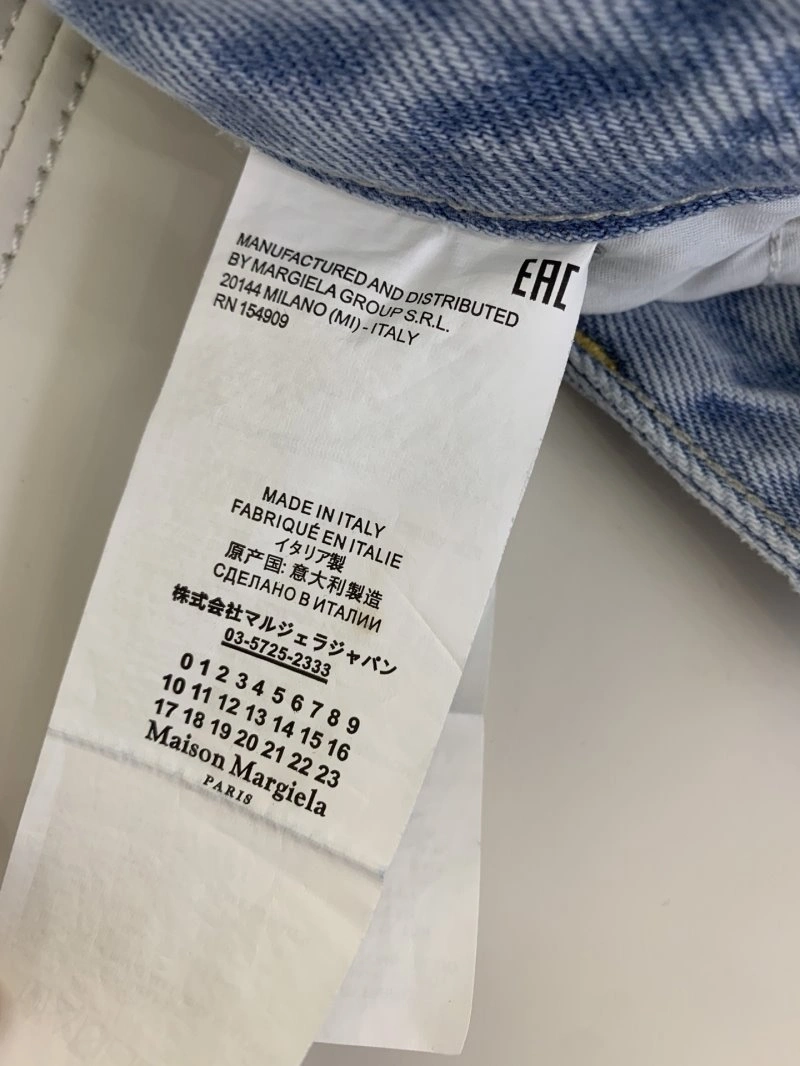 EAC
MANUFACTURED AND DISTRIBUTED
BY MARGIELA GROUP S.R.L.
20144 MILANO (MI) - ITALY
RN 154909
MADE IN ITALY
FABRIQUÉ EN ITALIE
イタリア製
原产国: 意大利製造
СДЕЛАНО В ИТАЛИИ
株式会社マルジェラジャパン
03-5725-2333
0 1 2 3 4 5 6 7 8 9
10 11 12 13 14 15 16
17 18 19 20 21 22 23
Maison Margiela
PARIS